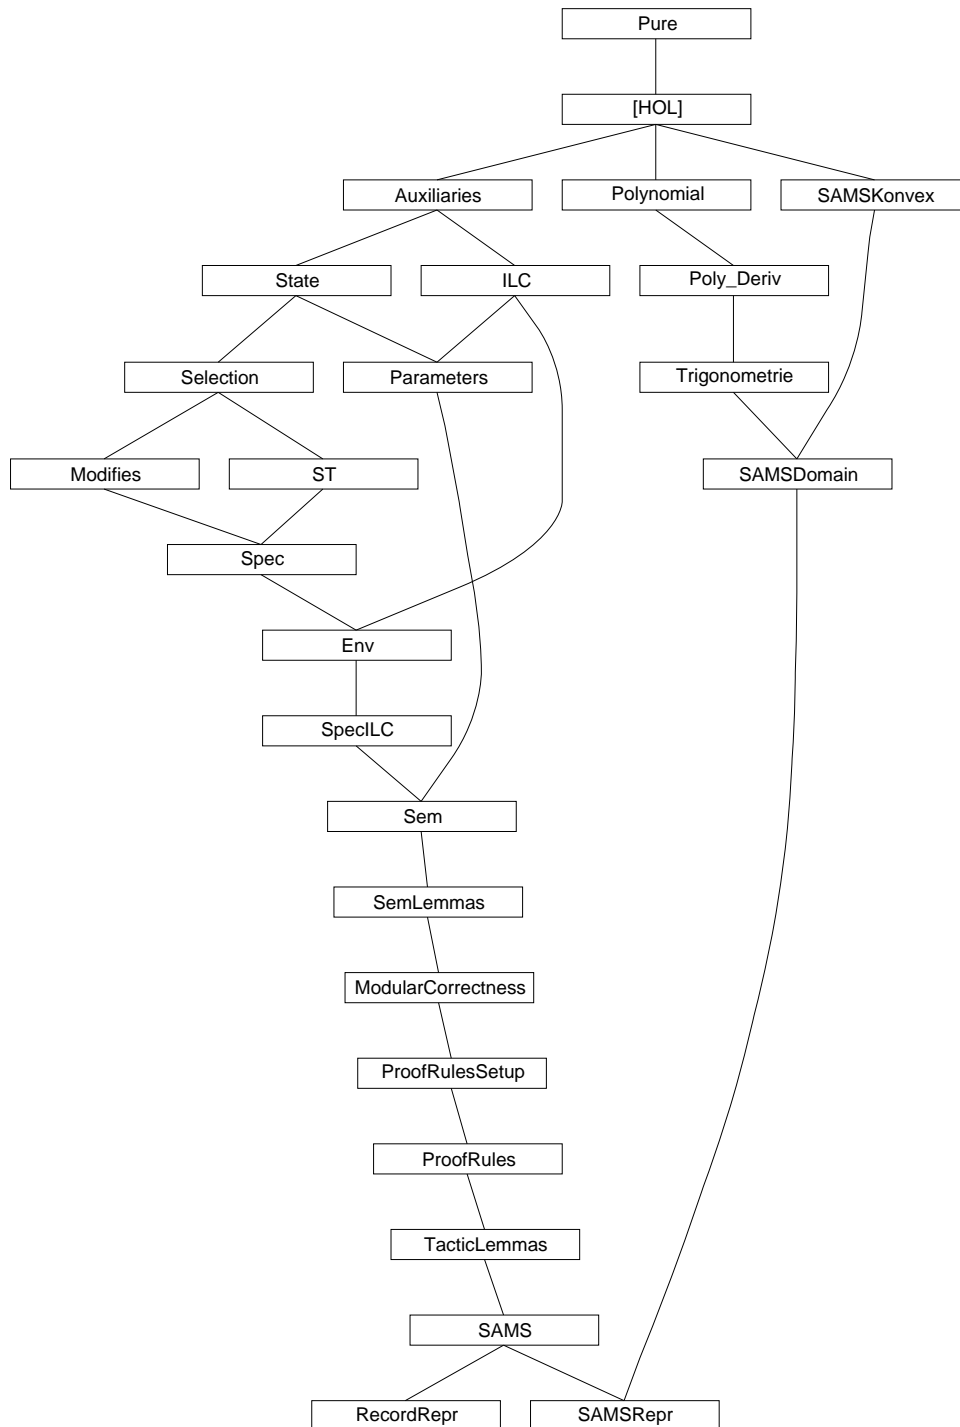 Pure
[HOL]
Auxiliaries
Polynomial
SAMSKonvex
State
ILC
Poly_Deriv
Selection
Parameters
Trigonometrie
Modifies
ST
SAMSDomain
Spec
Env
SpecILC
Sem
SemLemmas
ModularCorrectness
ProofRulesSetup
ProofRules
TacticLemmas
SAMS
RecordRepr
SAMSRepr